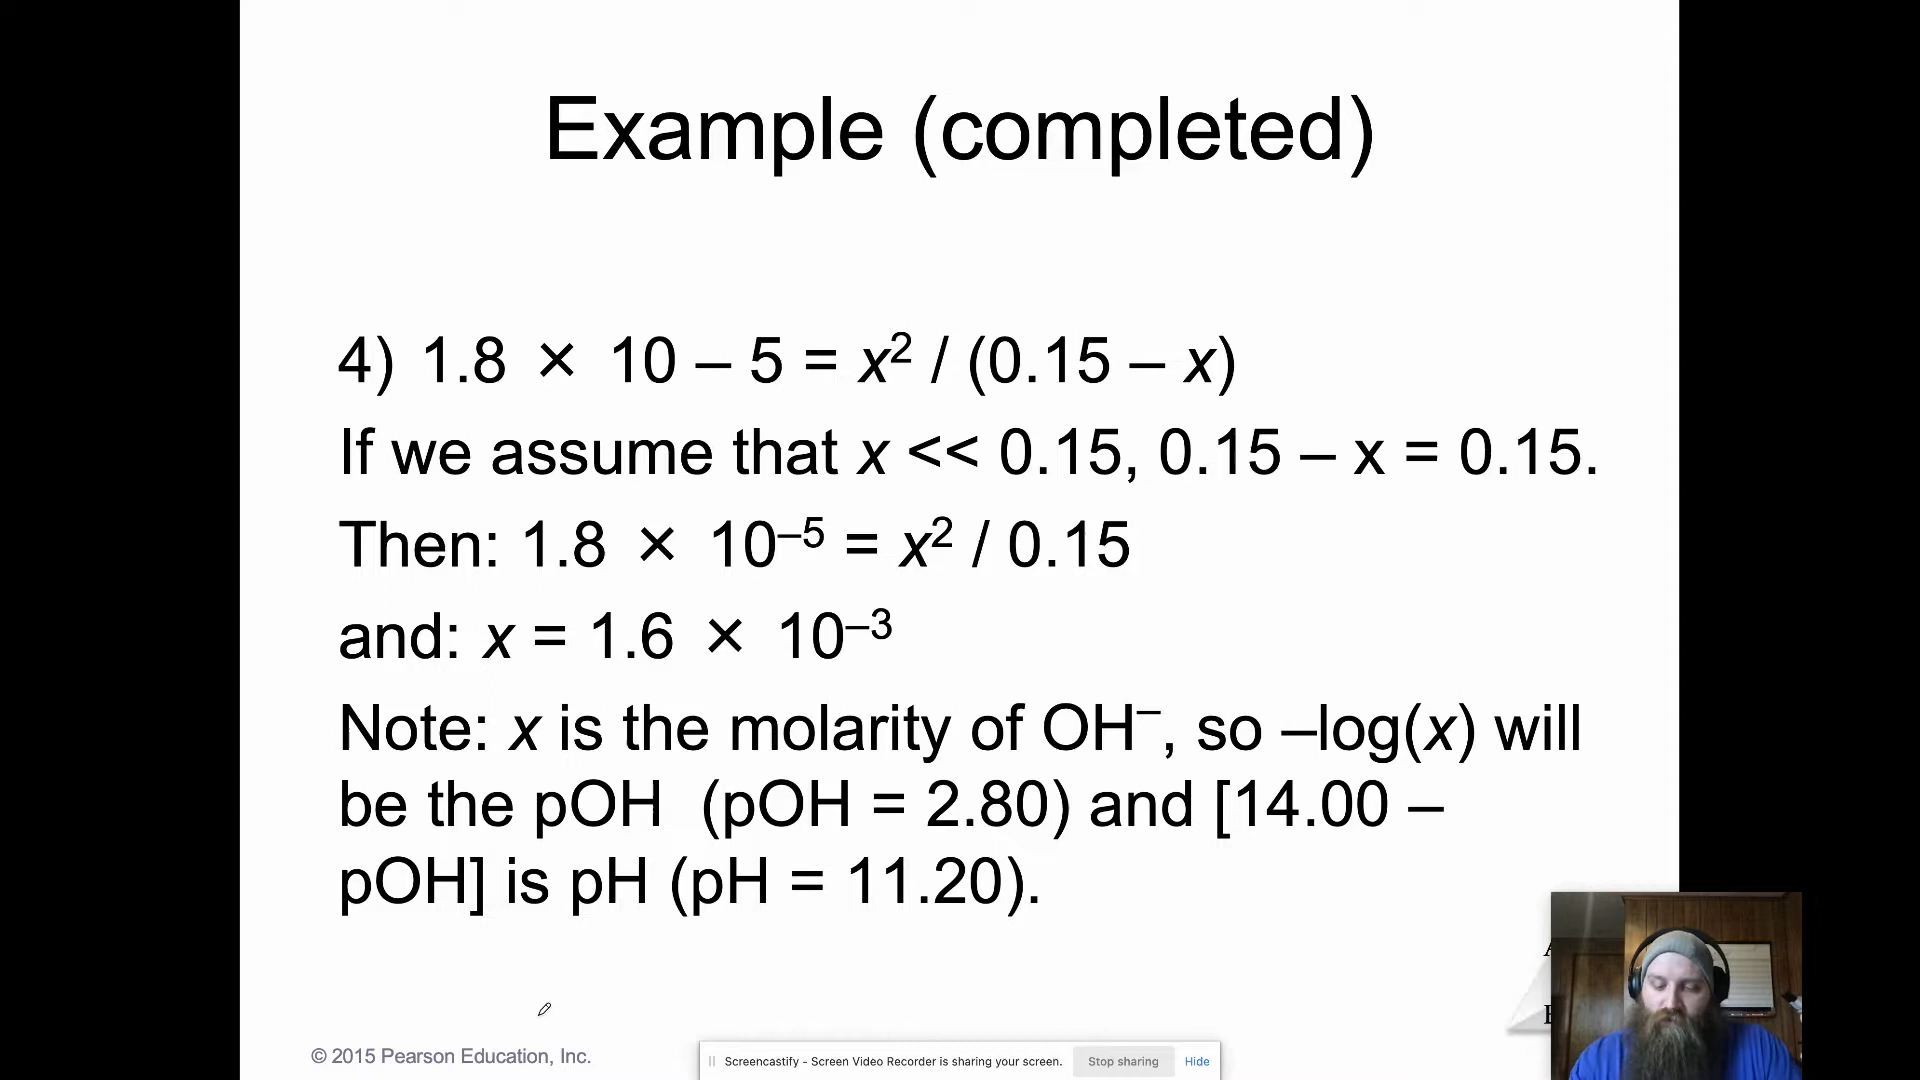 Example (completed)
4) 1.8 × 10 – 5 = x² / (0.15 – x)
If we assume that x << 0.15, 0.15 – x = 0.15.
Then: 1.8 × 10⁻⁵ = x² / 0.15
and: x = 1.6 × 10⁻³
Note: x is the molarity of OH⁻, so –log(x) will
be the pOH (pOH = 2.80) and [14.00 –
pOH] is pH (pH = 11.20).
© 2015 Pearson Education, Inc.
Screencastify - Screen Video Recorder is sharing your screen. Stop sharing Hide